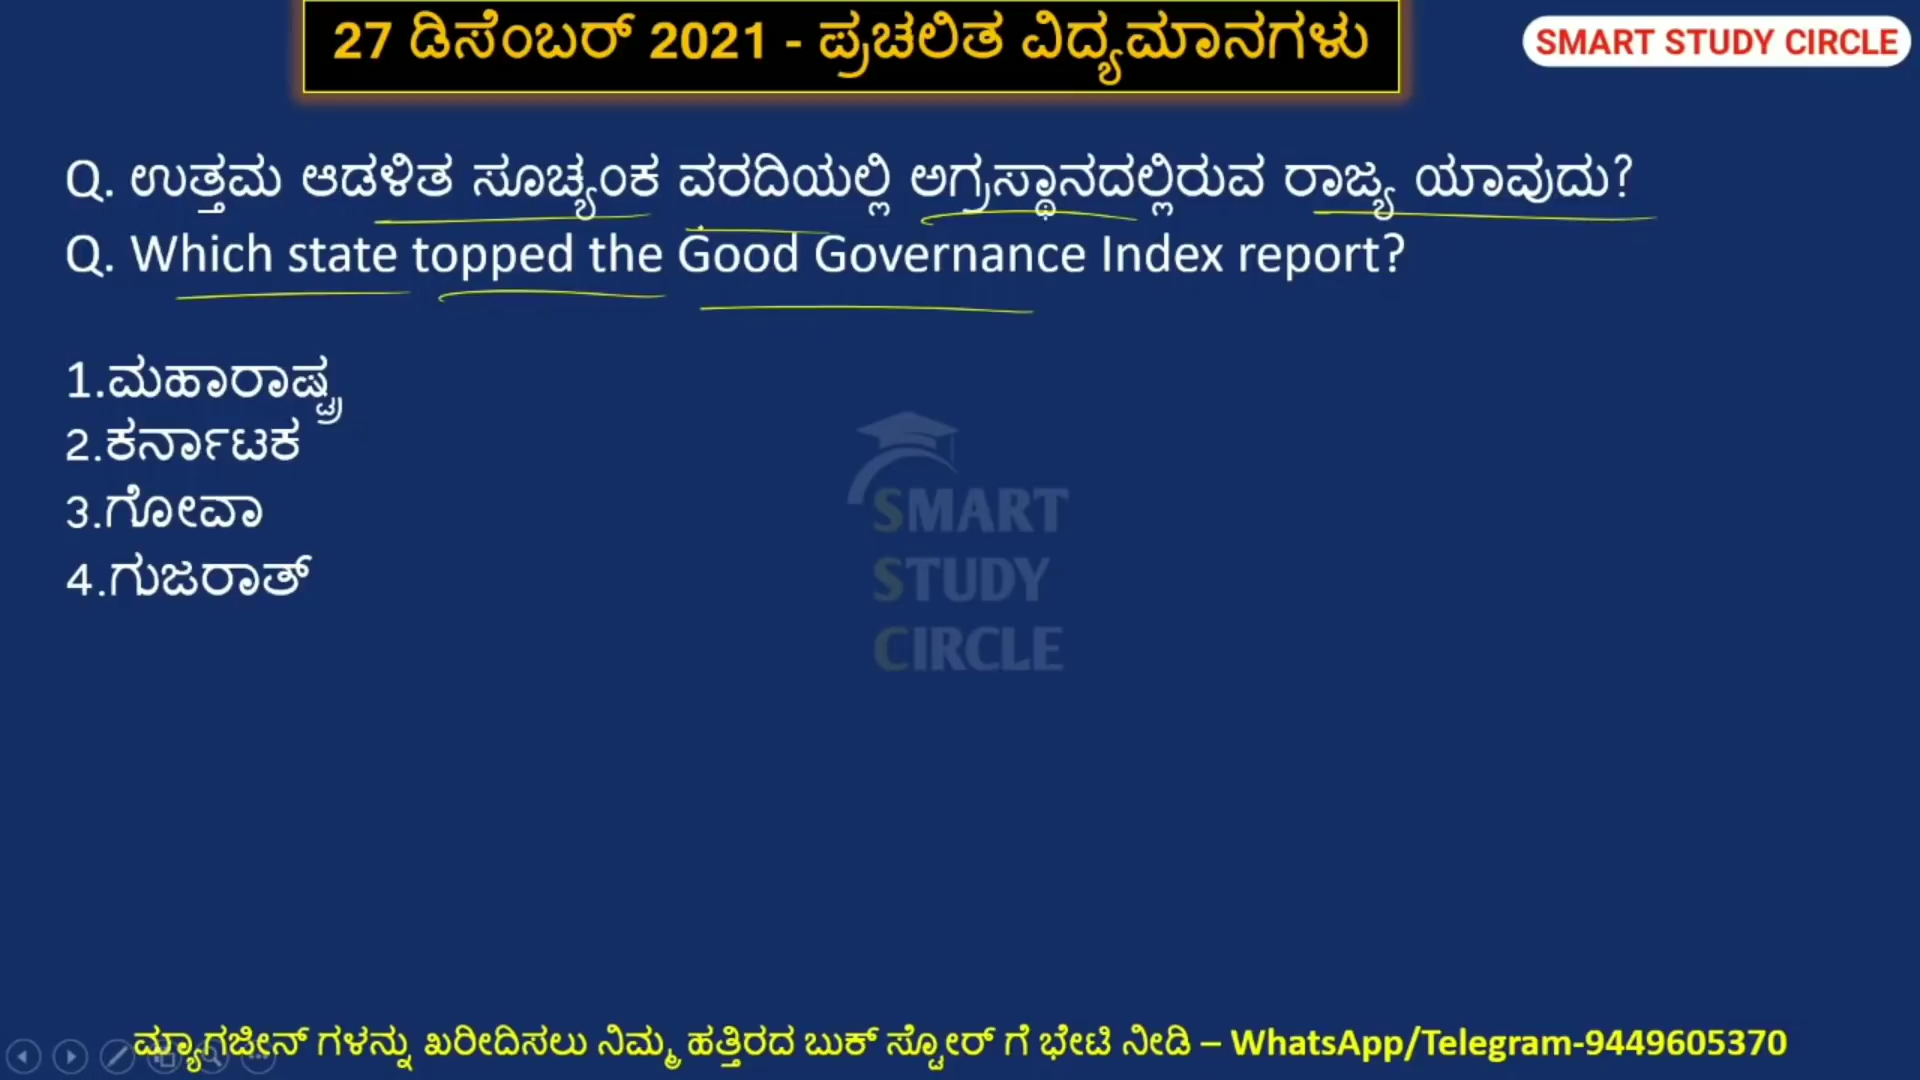 27 ಡಿಸೆಂಬರ್ 2021 - ಪ್ರಚಲಿತ ವಿದ್ಯಮಾನಗಳು
SMART STUDY CIRCLE
Q. ಉತ್ತಮ ಆಡಳಿತ ಸೂಚ್ಯಂಕ ವರದಿಯಲ್ಲಿ ಅಗ್ರಸ್ಥಾನದಲ್ಲಿರುವ ರಾಜ್ಯ ಯಾವುದು?
Q. Which state topped the Good Governance Index report?
1.ಮಹಾರಾಷ್ಟ್ರ
2.ಕರ್ನಾಟಕ
3.ಗೋವಾ
4.ಗುಜರಾತ್
SMART
STUDY
CIRCLE
ಮ್ಯಾಗಜೀನ್ ಗಳನ್ನು ಖರೀದಿಸಲು ನಿಮ್ಮ ಹತ್ತಿರದ ಬುಕ್ ಸ್ಟೋರ್ ಗೆ ಭೇಟಿ ನೀಡಿ – WhatsApp/Telegram-9449605370